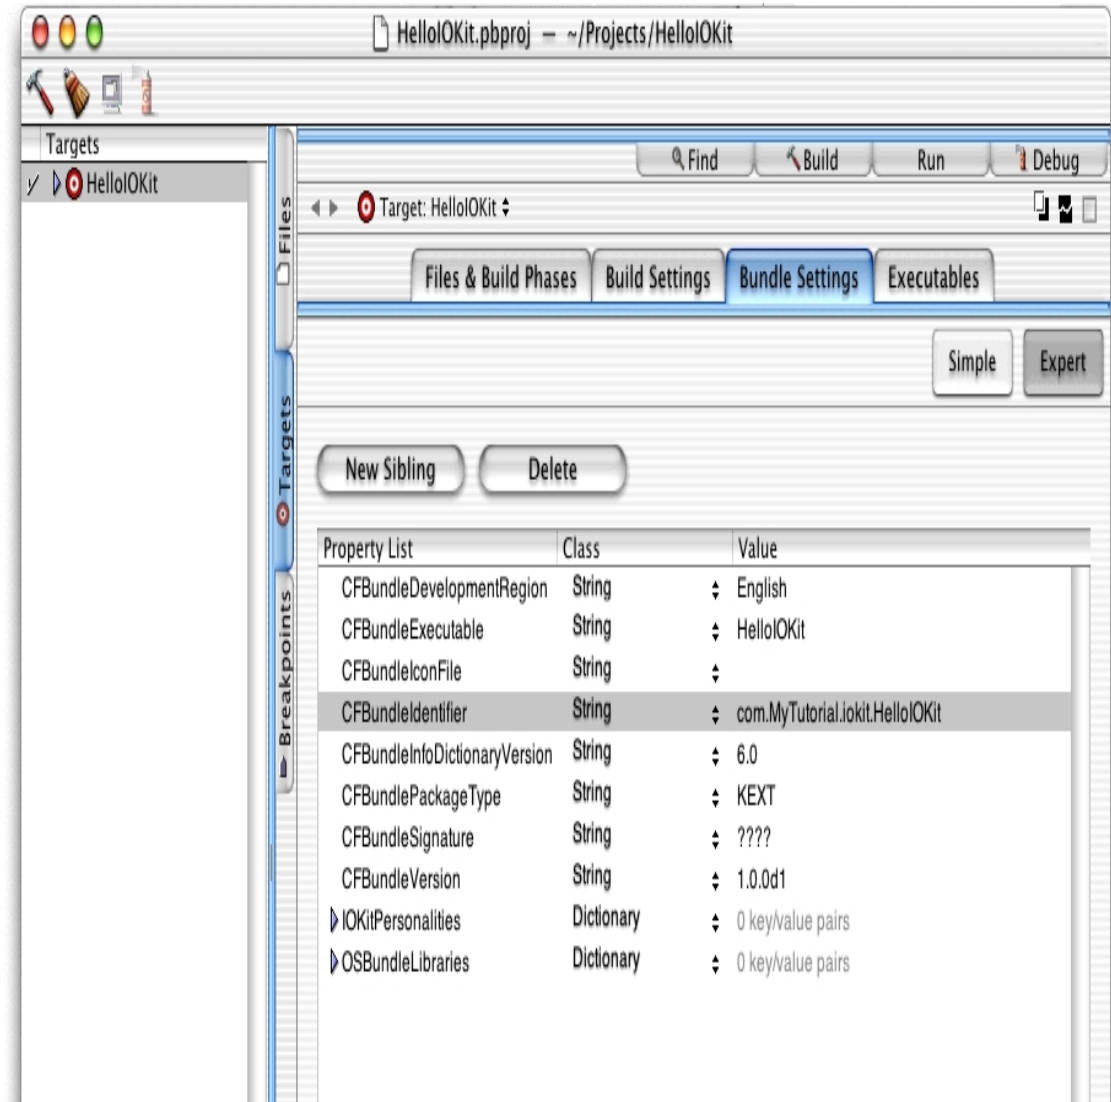 HelloIOKit.pbproj — ~/Projects/HelloIOKit
Targets
HelloIOKit
Files
Targets
Breakpoints
Find Build Run Debug
Target: HelloIOKit
Files & Build Phases Build Settings Bundle Settings Executables
Simple Expert
New Sibling Delete
Property List Class Value
CFBundleDevelopmentRegion String English
CFBundleExecutable String HelloIOKit
CFBundleIconFile String
CFBundleIdentifier String com.MyTutorial.iokit.HelloIOKit
CFBundleInfoDictionaryVersion String 6.0
CFBundlePackageType String KEXT
CFBundleSignature String ????
CFBundleVersion String 1.0.0d1
IOKitPersonalities Dictionary 0 key/value pairs
OSBundleLibraries Dictionary 0 key/value pairs